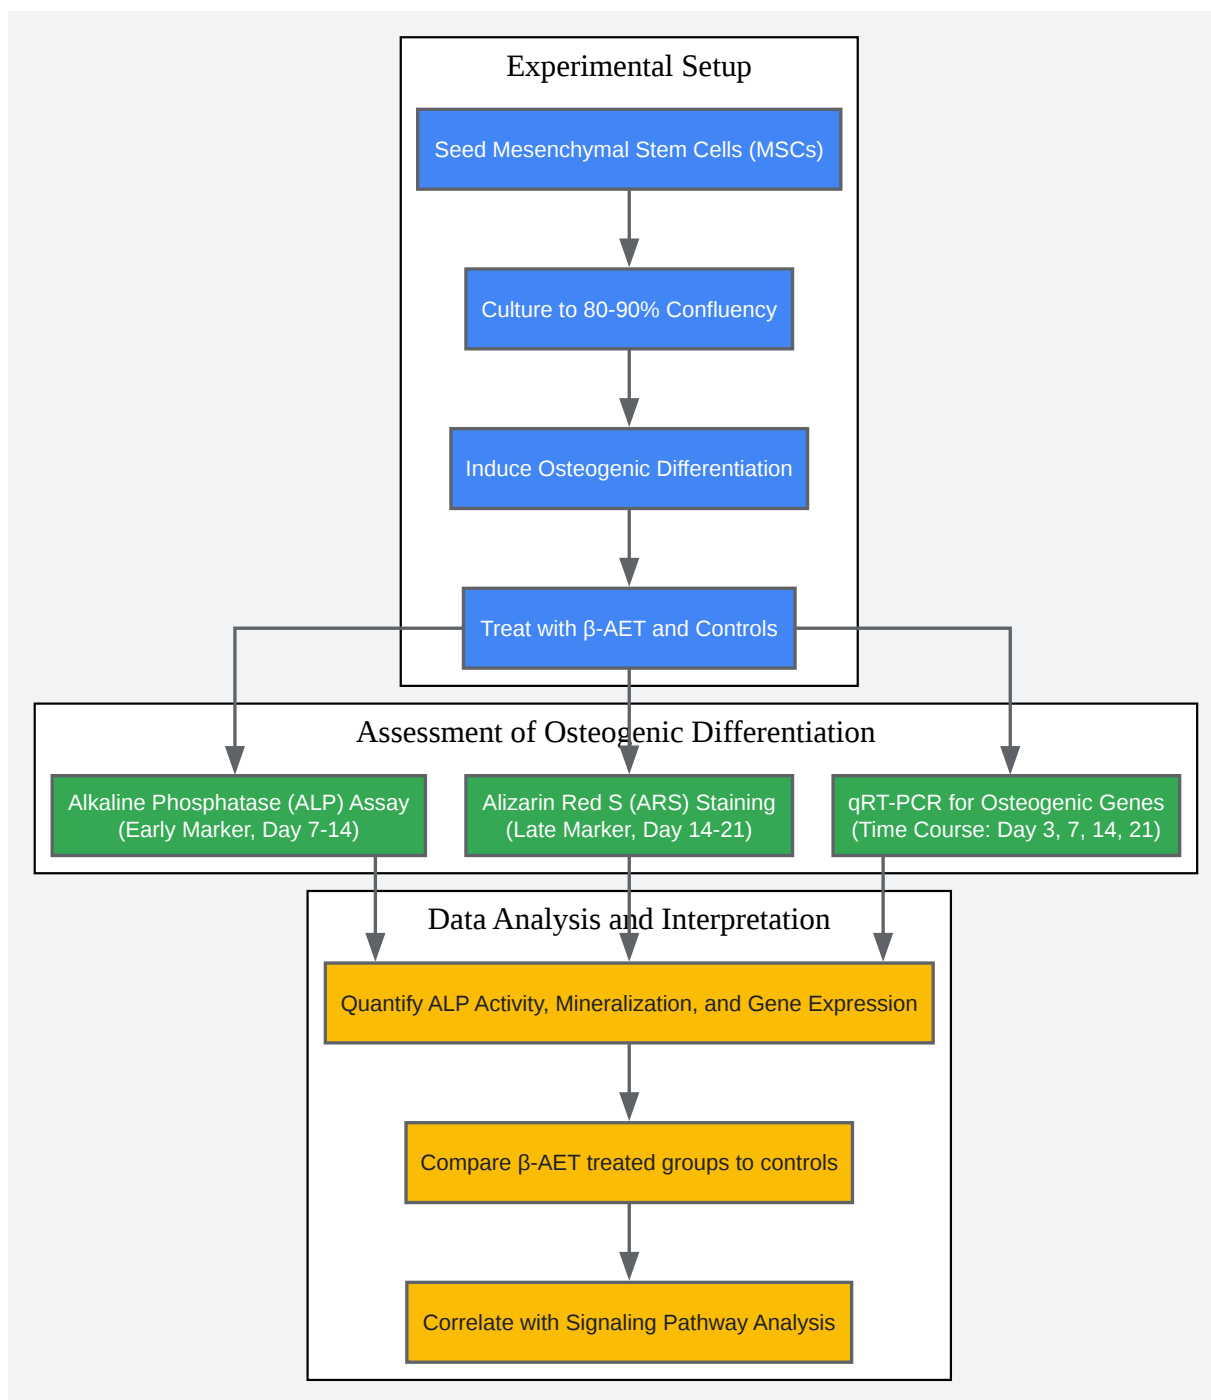 Experimental Setup
Seed Mesenchymal Stem Cells (MSCs)
Culture to 80-90% Confluency
Induce Osteogenic Differentiation
Treat with β-AET and Controls
Assessment of Osteogenic Differentiation
Alkaline Phosphatase (ALP) Assay
(Early Marker, Day 7-14)
Alizarin Red S (ARS) Staining
(Late Marker, Day 14-21)
qRT-PCR for Osteogenic Genes
(Time Course: Day 3, 7, 14, 21)
Data Analysis and Interpretation
Quantify ALP Activity, Mineralization, and Gene Expression
Compare β-AET treated groups to controls
Correlate with Signaling Pathway Analysis